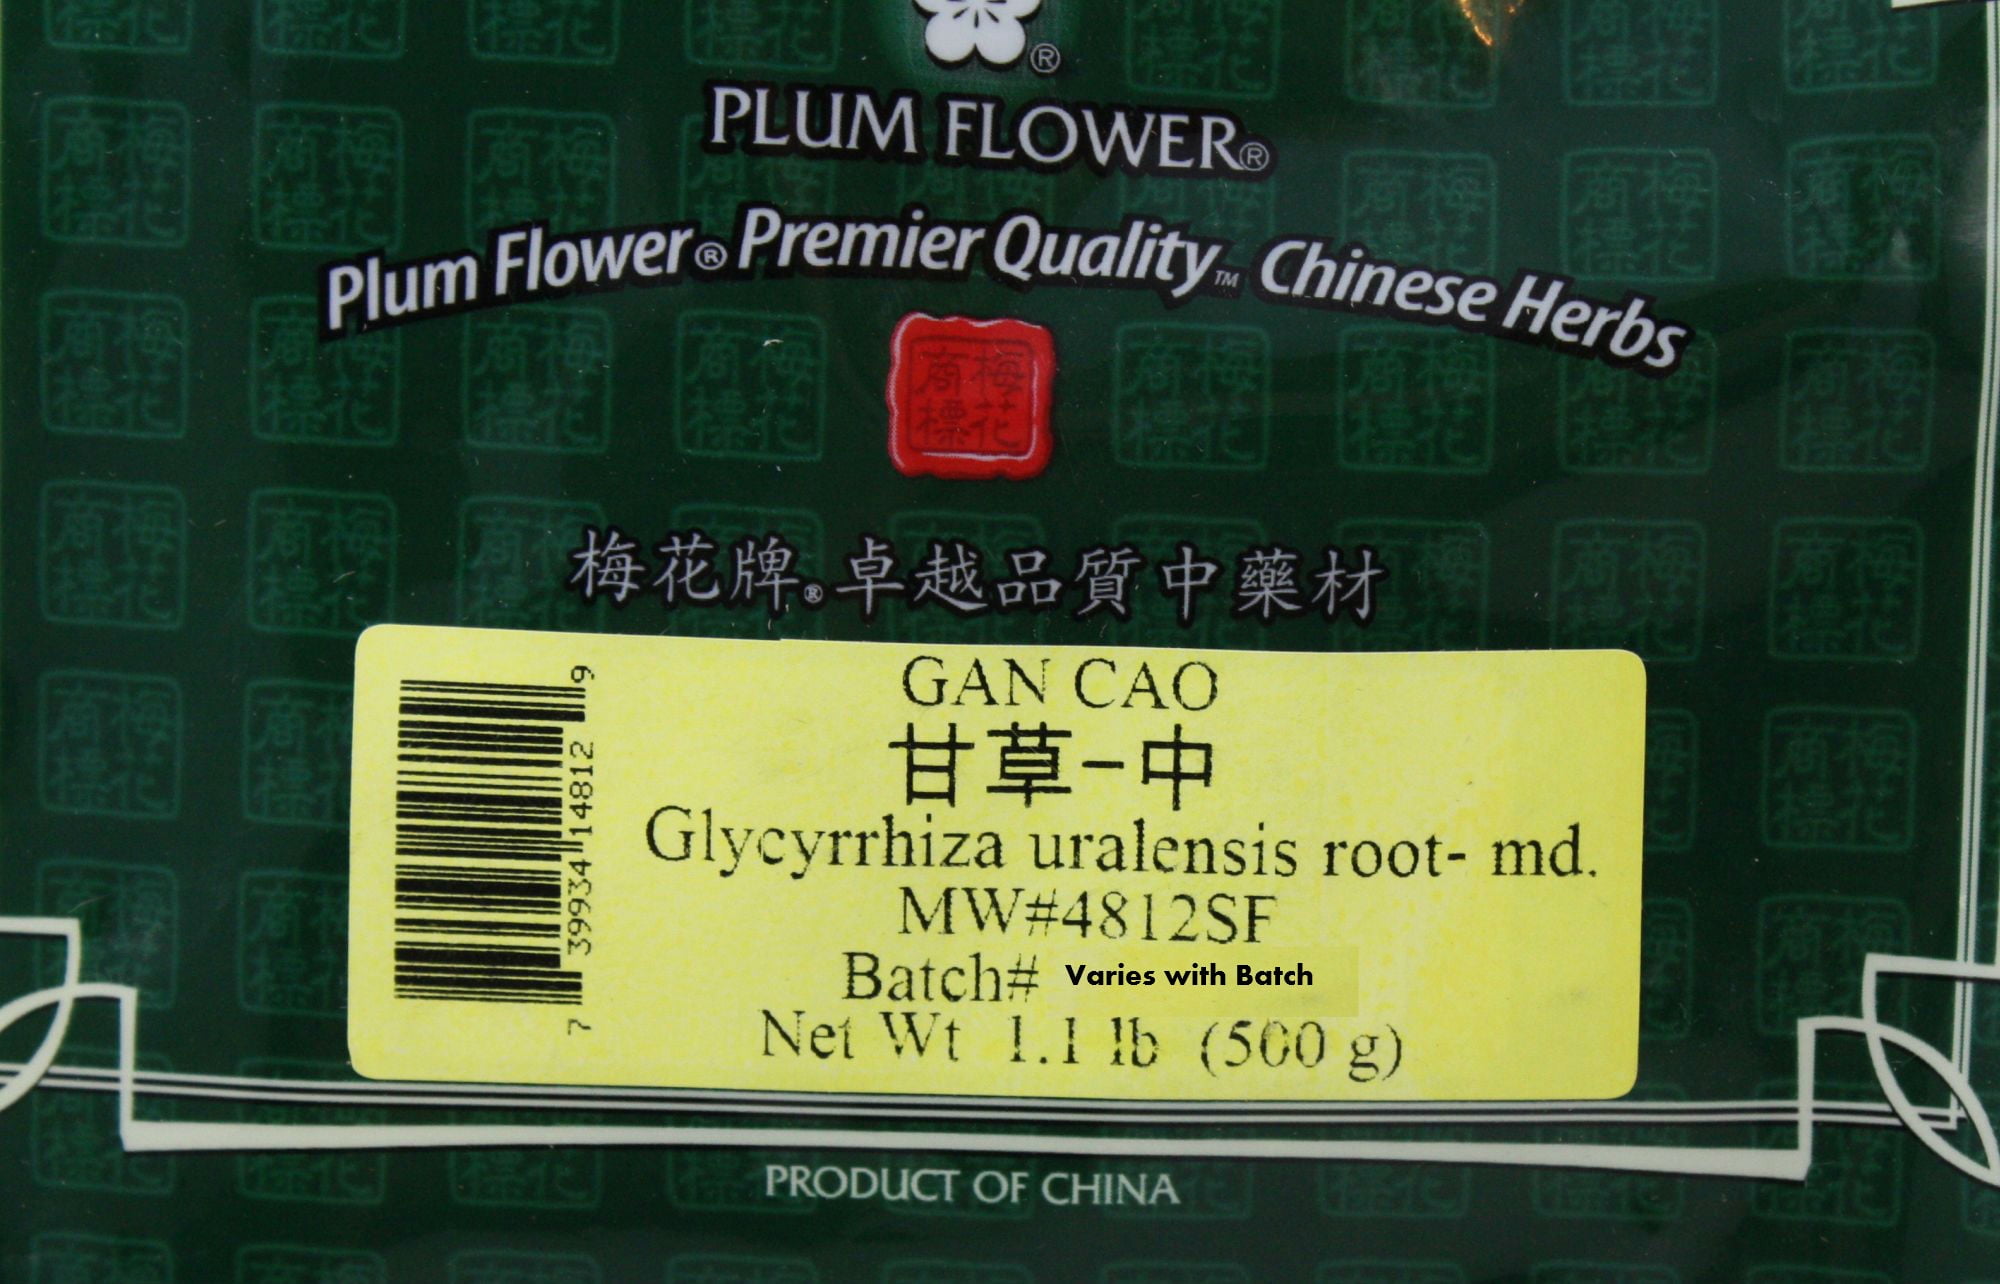 ®
PLUM FLOWER®
Plum Flower® Premier Quality™ Chinese Herbs
梅花
商標
梅花牌®卓越品質中藥材
GAN CAO
甘草-中
Glycyrrhiza uralensis root- md.
MW#4812SF
Batch# Varies with Batch
Net Wt 1.1 lb (500 g)
7 39934 14812 9
PRODUCT OF CHINA